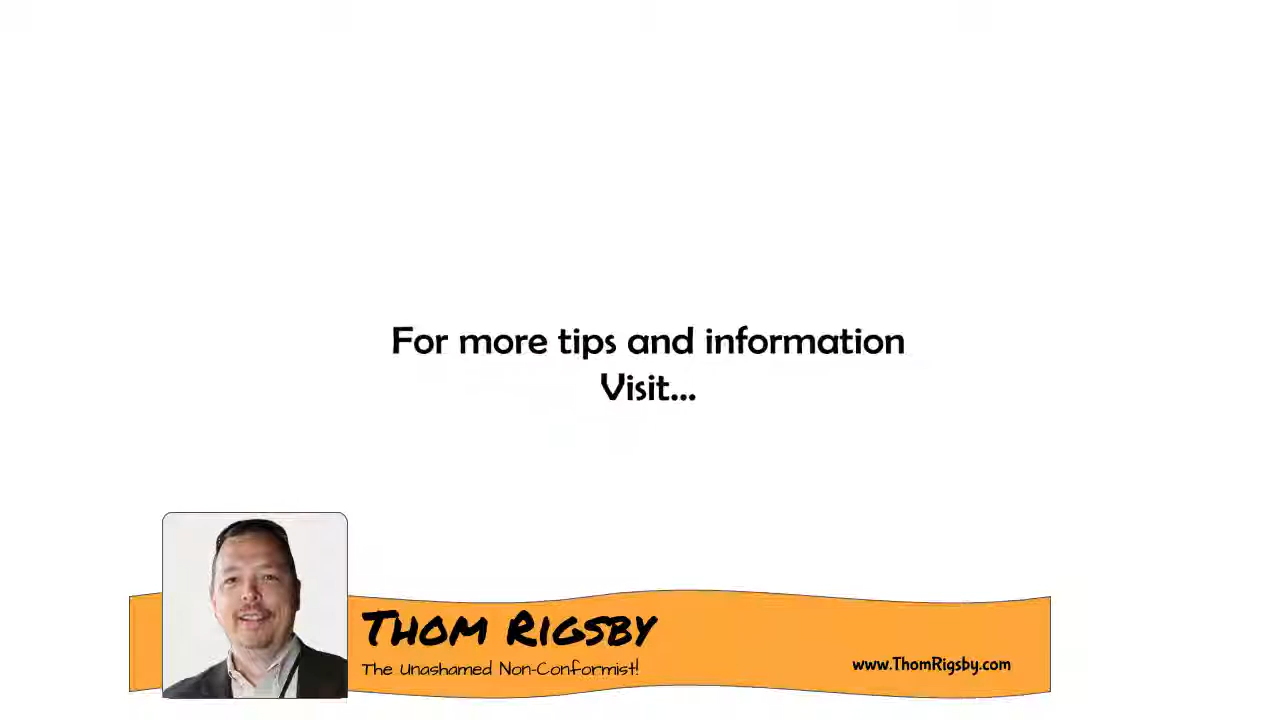 For more tips and information
Visit...
Thom Rigsby
The Unashamed Non-Conformist!
www.ThomRigsby.com